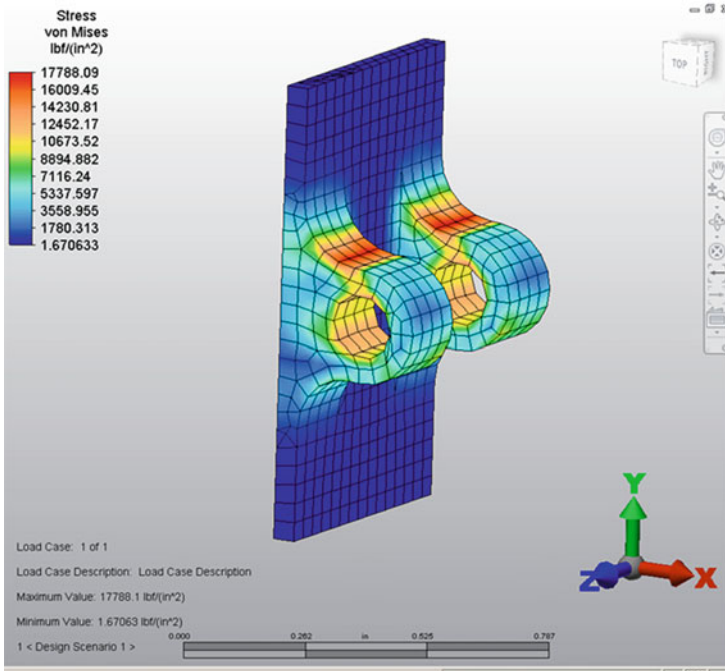 Stress
von Mises
lbf/(in^2)
17788.09
16009.45
14230.81
12452.17
10673.52
8894.882
7116.24
5337.597
3558.955
1780.313
1.670633
TOP
RIGHT
Y
Z
X
Load Case: 1 of 1
Load Case Description: Load Case Description
Maximum Value: 17788.1 lbf/(in^2)
Minimum Value: 1.67063 lbf/(in^2)
0.000 0.262 in 0.525 0.787
1 < Design Scenario 1 >